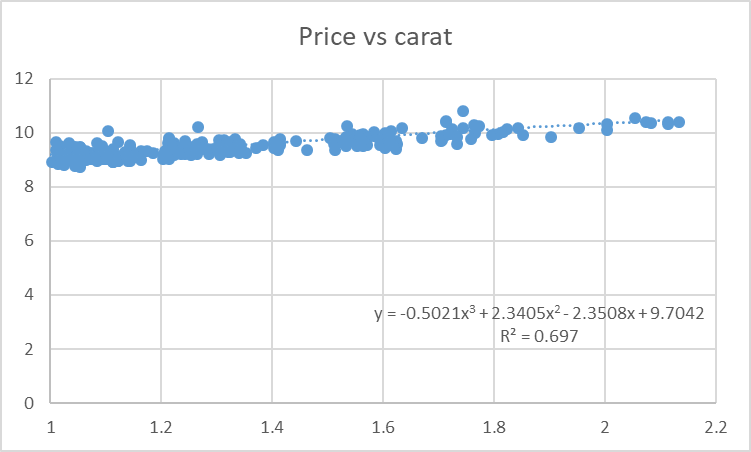 Price vs carat
12
10
8
6
4
2
0
y = -0.5021x³ + 2.3405x² - 2.3508x + 9.7042
R² = 0.697
1 1.2 1.4 1.6 1.8 2 2.2